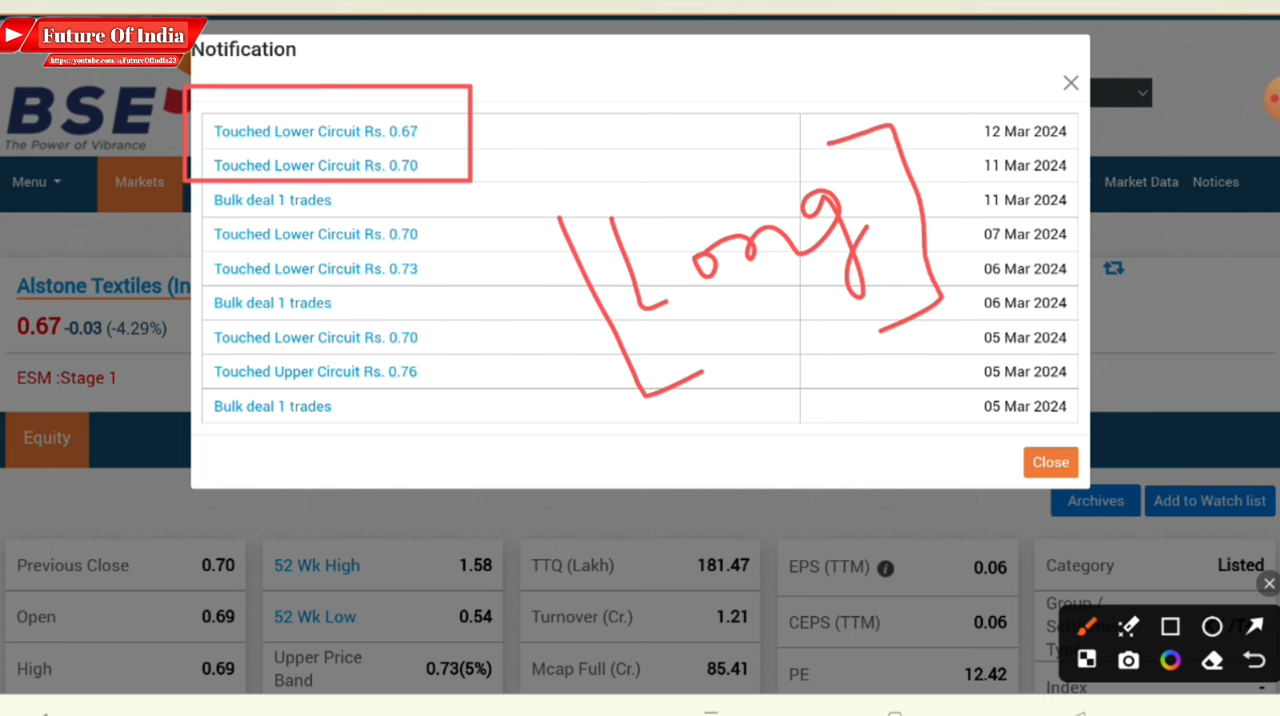 Future Of India
https://youtube.com/@FutureOfIndia23
Notification
BSE
The Power of Vibrance
Menu Markets Market Data Notices
Touched Lower Circuit Rs. 0.67 12 Mar 2024
Touched Lower Circuit Rs. 0.70 11 Mar 2024
Bulk deal 1 trades 11 Mar 2024
Touched Lower Circuit Rs. 0.70 07 Mar 2024
Touched Lower Circuit Rs. 0.73 06 Mar 2024
Bulk deal 1 trades 06 Mar 2024
Touched Lower Circuit Rs. 0.70 05 Mar 2024
Touched Upper Circuit Rs. 0.76 05 Mar 2024
Bulk deal 1 trades 05 Mar 2024
Long
Close
Alstone Textiles (In
0.67 -0.03 (-4.29%)
ESM :Stage 1
Equity
Archives Add to Watch list
Previous Close 0.70 52 Wk High 1.58 TTQ (Lakh) 181.47 EPS (TTM) 0.06 Category Listed
Open 0.69 52 Wk Low 0.54 Turnover (Cr.) 1.21 CEPS (TTM) 0.06 Group /
High 0.69 Upper Price Band 0.73(5%) Mcap Full (Cr.) 85.41 PE 12.42 Index -